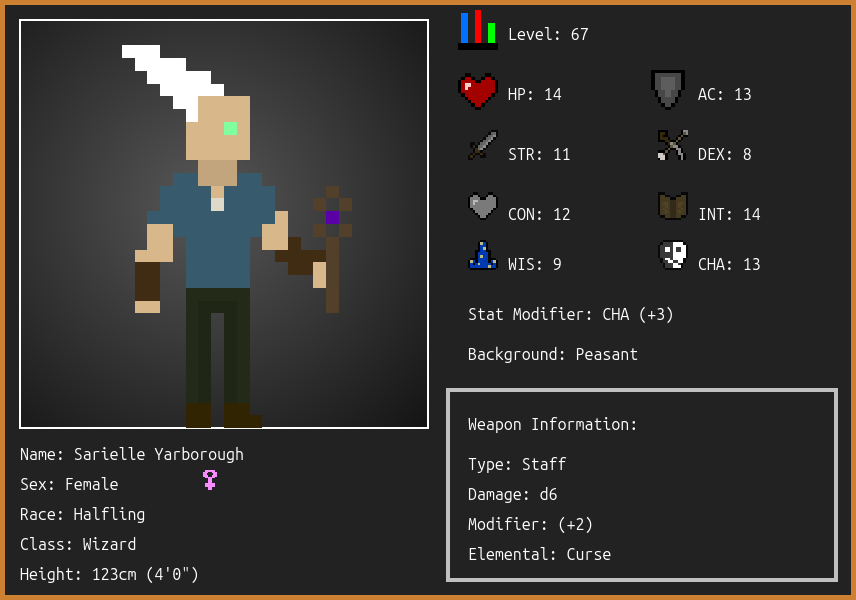 Level: 67
HP: 14
AC: 13
STR: 11
DEX: 8
CON: 12
INT: 14
WIS: 9
CHA: 13
Stat Modifier: CHA (+3)
Background: Peasant
Weapon Information:
Type: Staff
Damage: d6
Modifier: (+2)
Elemental: Curse
Name: Sarielle Yarborough
Sex: Female
Race: Halfling
Class: Wizard
Height: 123cm (4'0")